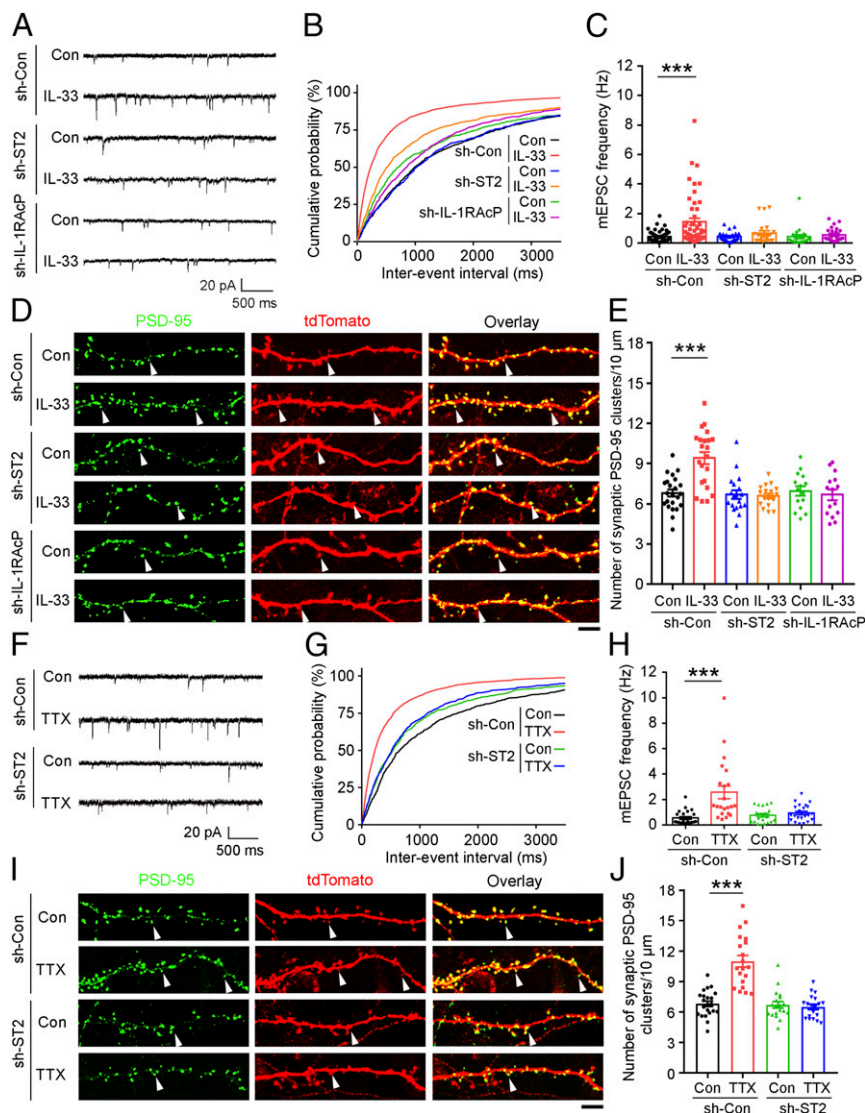 A
sh-Con
Con
IL-33
sh-ST2
Con
IL-33
sh-IL-1RAcP
Con
IL-33
20 pA
500 ms
B
Cumulative probability (%)
100
75
50
25
0
0 1000 2000 3000
Inter-event interval (ms)
sh-Con
Con
IL-33
sh-ST2
Con
IL-33
sh-IL-1RAcP
Con
IL-33
C
mEPSC frequency (Hz)
12
10
8
6
4
2
0
***
Con IL-33 Con IL-33 Con IL-33
sh-Con sh-ST2 sh-IL-1RAcP
D
PSD-95 tdTomato Overlay
sh-Con
Con
IL-33
sh-ST2
Con
IL-33
sh-IL-1RAcP
Con
IL-33
E
Number of synaptic PSD-95 clusters/10 μm
18
15
12
9
6
3
0
***
Con IL-33 Con IL-33 Con IL-33
sh-Con sh-ST2 sh-IL-1RAcP
F
sh-Con
Con
TTX
sh-ST2
Con
TTX
20 pA
500 ms
G
Cumulative probability (%)
100
75
50
25
0
0 1000 2000 3000
Inter-event interval (ms)
sh-Con
Con
TTX
sh-ST2
Con
TTX
H
mEPSC frequency (Hz)
12
10
8
6
4
2
0
***
Con TTX Con TTX
sh-Con sh-ST2
I
PSD-95 tdTomato Overlay
sh-Con
Con
TTX
sh-ST2
Con
TTX
J
Number of synaptic PSD-95
clusters/10 μm
18
15
12
9
6
3
0
***
Con TTX Con TTX
sh-Con sh-ST2